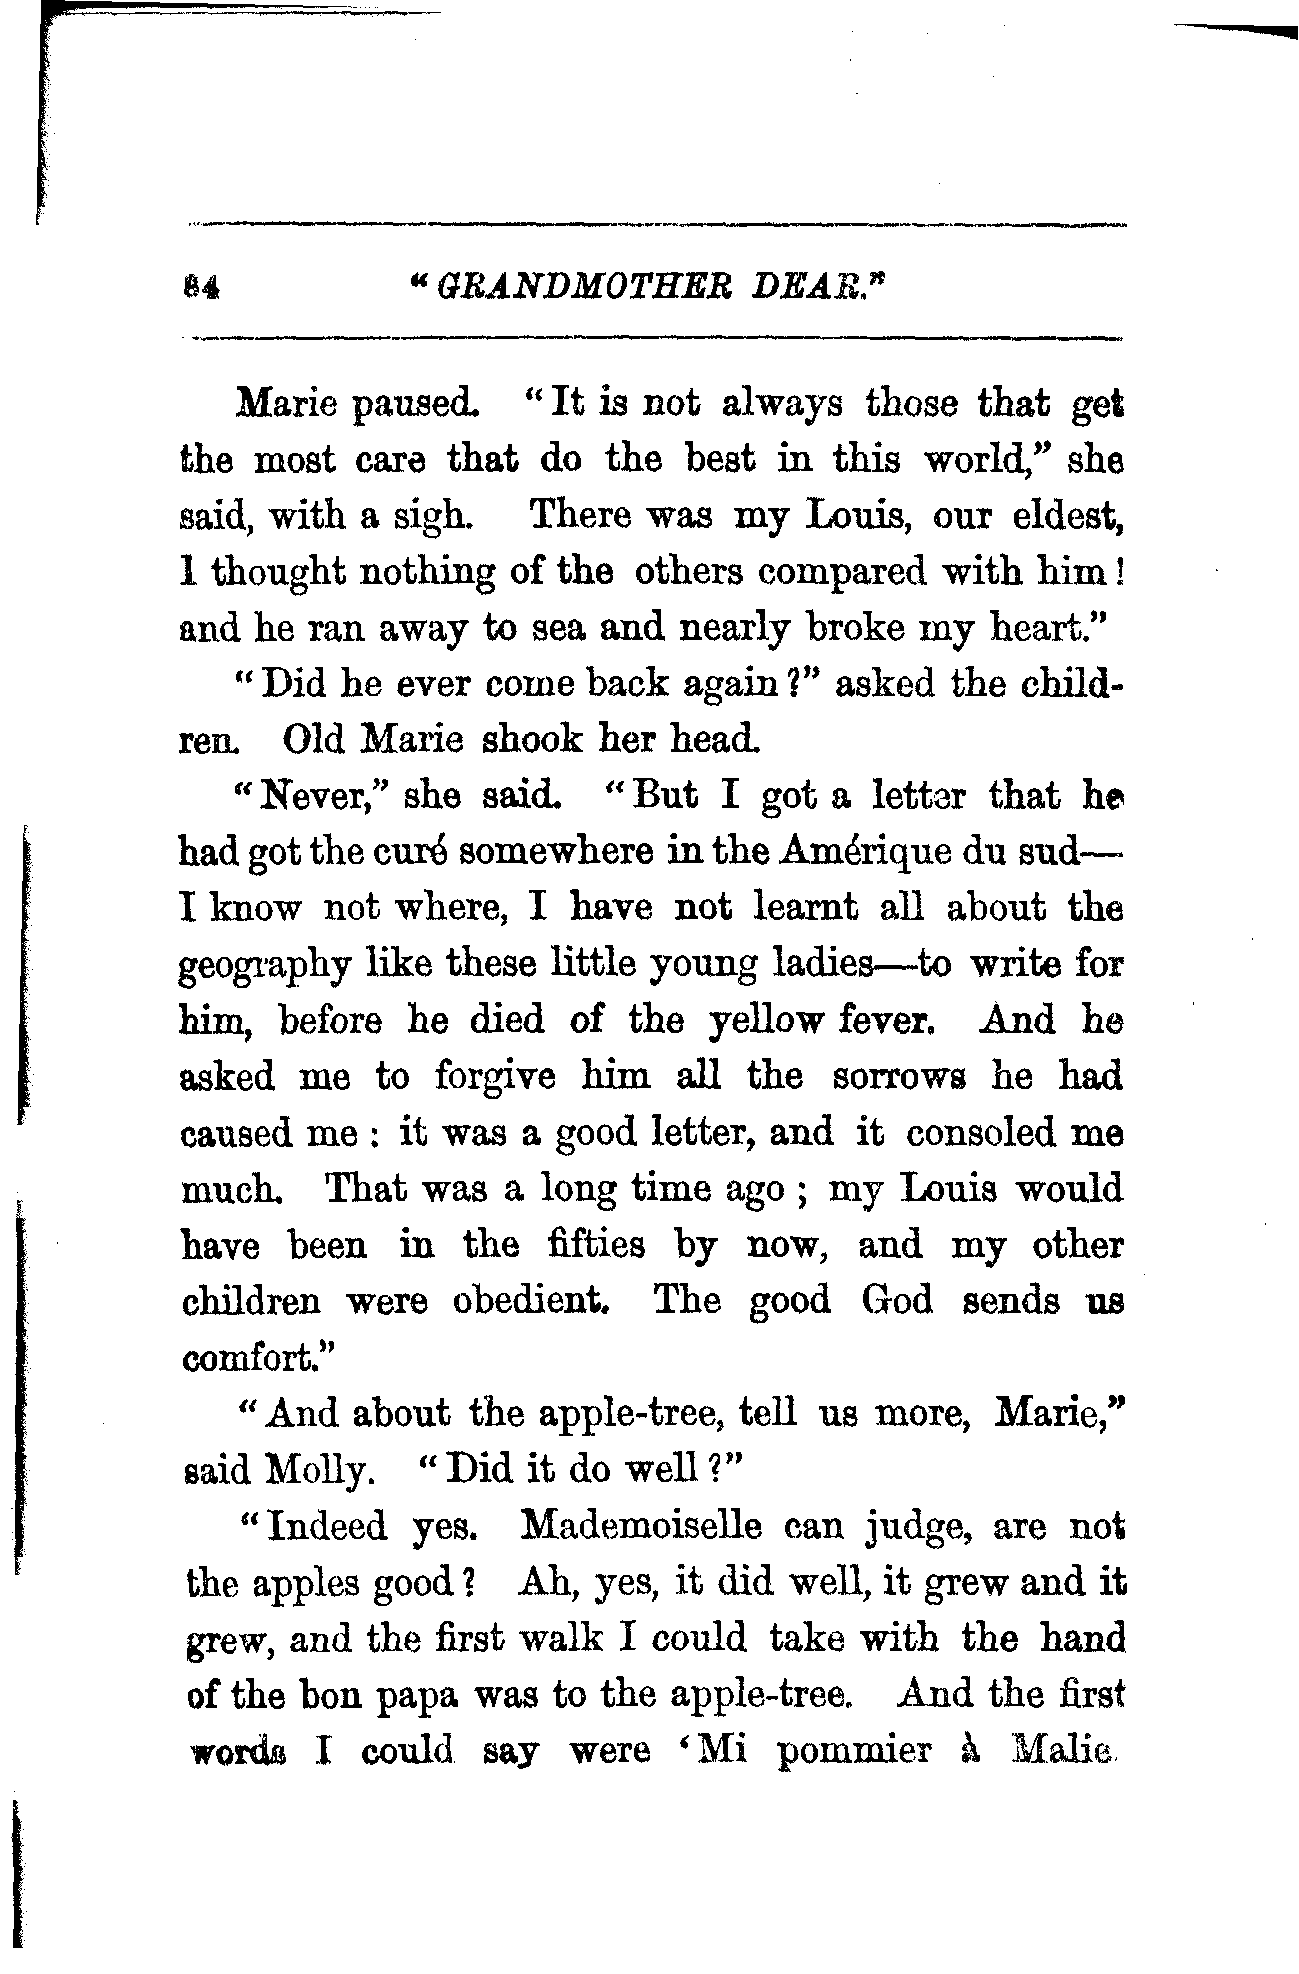 84 "GRANDMOTHER DEAR."
Marie paused. "It is not always those that get
the most care that do the best in this world," she
said, with a sigh. There was my Louis, our eldest,
I thought nothing of the others compared with him!
and he ran away to sea and nearly broke my heart."
"Did he ever come back again?" asked the child-
ren. Old Marie shook her head.
"Never," she said. "But I got a letter that he
had got the curé somewhere in the Amérique du sud—
I know not where, I have not learnt all about the
geography like these little young ladies—to write for
him, before he died of the yellow fever. And he
asked me to forgive him all the sorrows he had
caused me: it was a good letter, and it consoled me
much. That was a long time ago; my Louis would
have been in the fifties by now, and my other
children were obedient. The good God sends us
comfort."
"And about the apple-tree, tell us more, Marie,"
said Molly. "Did it do well?"
"Indeed yes. Mademoiselle can judge, are not
the apples good? Ah, yes, it did well, it grew and it
grew, and the first walk I could take with the hand
of the bon papa was to the apple-tree. And the first
words I could say were 'Mi pommier à Malie.